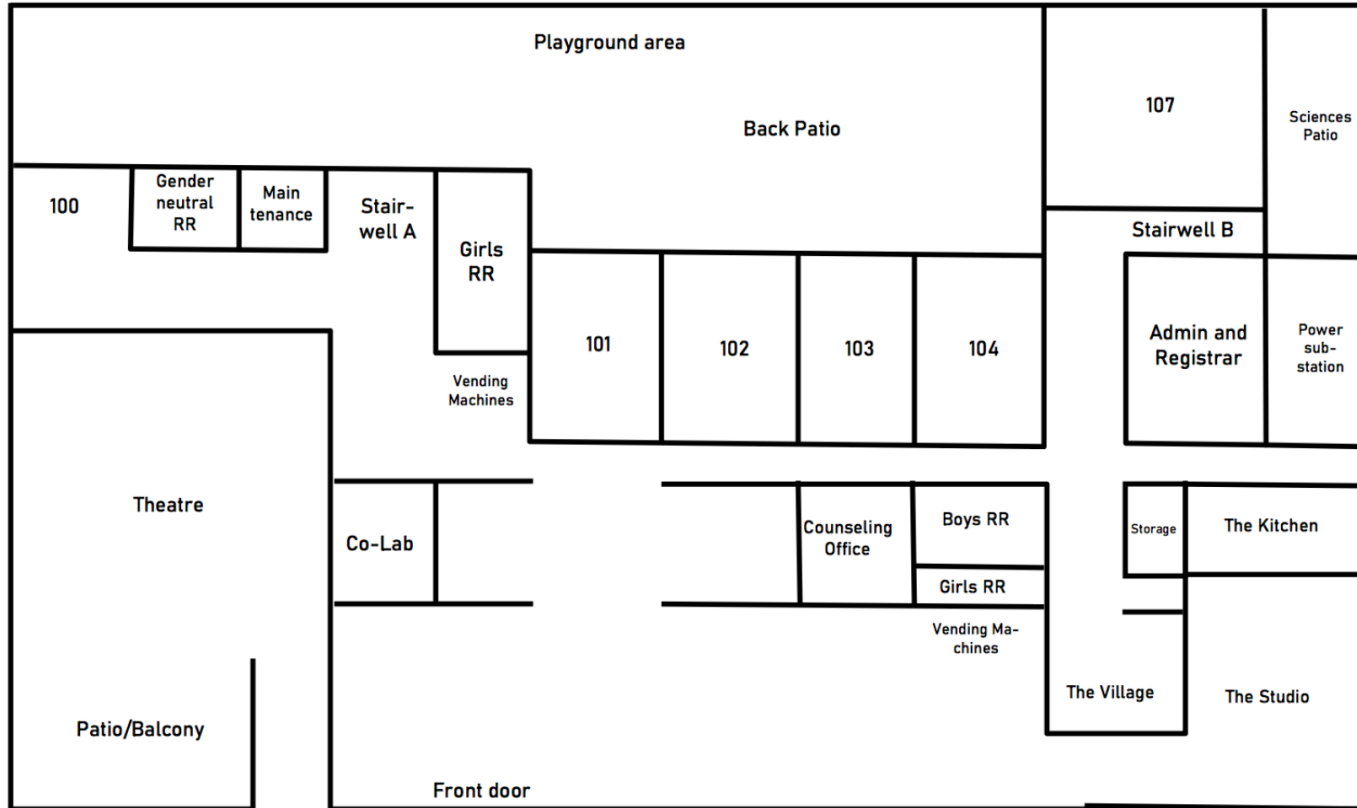 Playground area
Back Patio
107
Sciences
Patio
100
Gender
neutral
RR
Main
tenance
Stair-
well A
Girls
RR
Stairwell B
101
102
103
104
Admin and
Registrar
Power
sub-
station
Vending
Machines
Theatre
Co-Lab
Counseling
Office
Boys RR
Girls RR
Storage
The Kitchen
Vending Ma-
chines
The Village
The Studio
Patio/Balcony
Front door